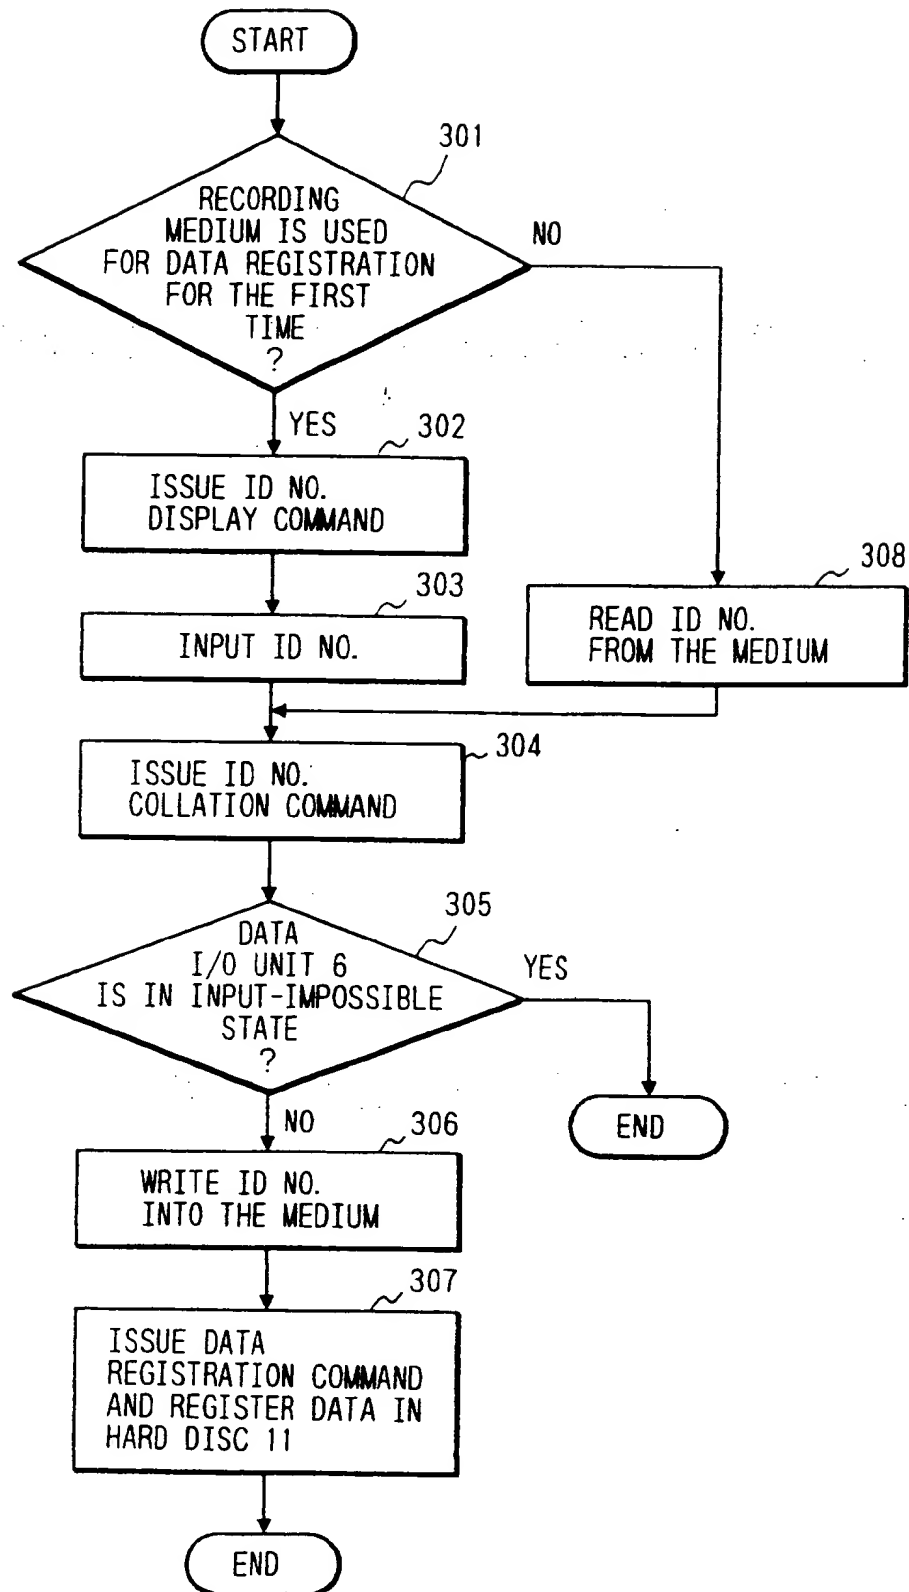 START
301
RECORDING
MEDIUM IS USED
FOR DATA REGISTRATION
FOR THE FIRST
TIME
?
NO
YES
302
ISSUE ID NO.
DISPLAY COMMAND
303
INPUT ID NO.
308
READ ID NO.
FROM THE MEDIUM
304
ISSUE ID NO.
COLLATION COMMAND
305
DATA
I/O UNIT 6
IS IN INPUT-IMPOSSIBLE
STATE
?
YES
END
NO
306
WRITE ID NO.
INTO THE MEDIUM
307
ISSUE DATA
REGISTRATION COMMAND
AND REGISTER DATA IN
HARD DISC 11
END